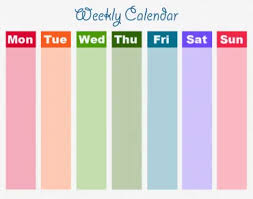 Weekly Calendar
Mon Tue Wed Thu Fri Sat Sun